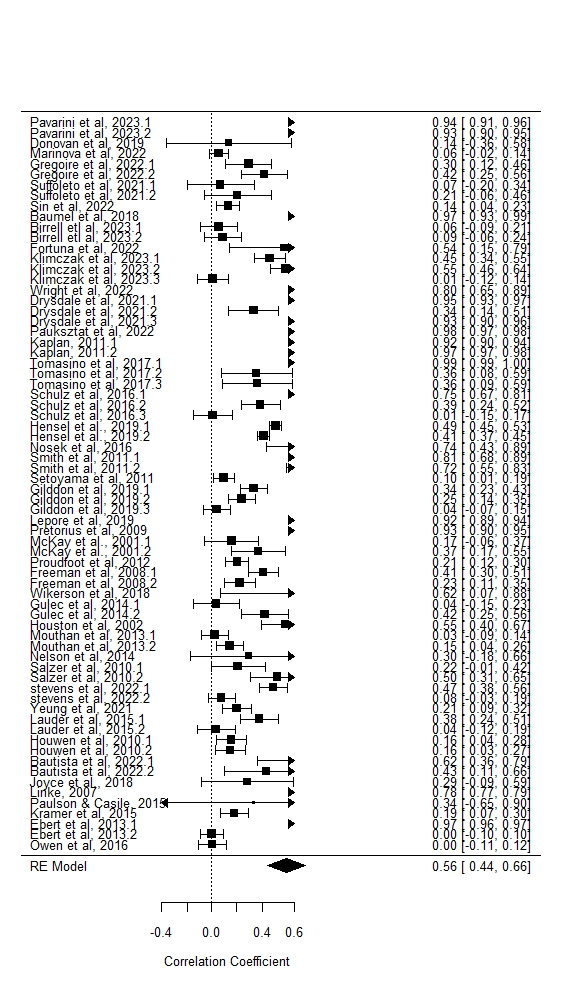 Pavarini et al, 2023.1 0.94 [ 0.91, 0.96]
Pavarini et al, 2023.2 0.93 [ 0.90, 0.95]
Donovan et al, 2019 0.14 [-0.36, 0.58]
Marinova et al, 2022 0.06 [-0.02, 0.14]
Gregoire et al, 2022.1 0.30 [ 0.12, 0.46]
Gregoire et al, 2022.2 0.42 [ 0.25, 0.56]
Suffoleto et al, 2021.1 0.07 [-0.20, 0.34]
Suffoleto et al, 2021.2 0.21 [-0.06, 0.46]
Sin et al, 2022 0.14 [ 0.04, 0.23]
Baumel et al, 2018 0.97 [ 0.93, 0.99]
Birrell et al, 2023.1 0.06 [-0.09, 0.21]
Birrell etl al, 2023.2 0.09 [-0.06, 0.24]
Fortuna et al, 2022 0.54 [ 0.15, 0.79]
Klimczak et al, 2023.1 0.45 [ 0.34, 0.55]
Klimczak et al, 2023.2 0.55 [ 0.46, 0.64]
Klimczak et al, 2023.3 0.01 [-0.12, 0.14]
Wright et al, 2022 0.80 [ 0.65, 0.89]
Drysdale et al, 2021.1 0.95 [ 0.93, 0.97]
Drysdale et al, 2021.2 0.34 [ 0.14, 0.51]
Drysdale et al, 2021.3 0.93 [ 0.90, 0.96]
Pauksztat et al, 2022 0.98 [ 0.97, 0.98]
Kaplan, 2011.1 0.92 [ 0.90, 0.94]
Kaplan, 2011.2 0.97 [ 0.97, 0.98]
Tomasino et al, 2017.1 0.99 [ 0.99, 1.00]
Tomasino et al, 2017.2 0.36 [ 0.08, 0.59]
Tomasino et al, 2017.3 0.36 [ 0.09, 0.59]
Schulz et al, 2016.1 0.75 [ 0.67, 0.81]
Schulz et al, 2016.2 0.39 [ 0.24, 0.52]
Schulz et al, 2016.3 0.01 [-0.15, 0.17]
Hensel et al., 2019.1 0.49 [ 0.45, 0.53]
Hensel et al., 2019.2 0.41 [ 0.37, 0.45]
Nosek et al, 2016 0.74 [ 0.43, 0.89]
Smith et al, 2011.1 0.81 [ 0.68, 0.89]
Smith et al, 2011.2 0.72 [ 0.55, 0.83]
Setoyama et al, 2011 0.10 [ 0.01, 0.19]
Gilddon et al, 2019.1 0.34 [ 0.23, 0.43]
Gilddon et al, 2019.2 0.25 [ 0.14, 0.35]
Gilddon et al, 2019.3 0.04 [-0.07, 0.15]
Lepore et al, 2019 0.92 [ 0.89, 0.94]
Pretorius et al, 2009 0.93 [ 0.90, 0.95]
McKay et al., 2001.1 0.17 [-0.06, 0.37]
McKay et al., 2001.2 0.37 [ 0.17, 0.55]
Proudfoot et al, 2012 0.21 [ 0.12, 0.30]
Freeman et al, 2008.1 0.41 [ 0.30, 0.51]
Freeman et al, 2008.2 0.23 [ 0.11, 0.35]
Wikerson et al, 2018 0.62 [ 0.07, 0.88]
Gulec et al, 2014.1 0.04 [-0.15, 0.23]
Gulec et al, 2014.2 0.42 [ 0.25, 0.56]
Houston et al, 2002 0.55 [ 0.40, 0.67]
Mouthan et al, 2013.1 0.03 [-0.09, 0.14]
Mouthan et al, 2013.2 0.15 [ 0.04, 0.26]
Nelson et al, 2014 0.30 [-0.18, 0.66]
Salzer et al, 2010.1 0.22 [-0.01, 0.42]
Salzer et al, 2010.2 0.50 [ 0.31, 0.65]
stevens et al, 2022.1 0.47 [ 0.38, 0.56]
stevens et al, 2022.2 0.08 [-0.03, 0.19]
Yeung et al, 2021 0.21 [ 0.09, 0.32]
Lauder et al, 2015.1 0.38 [ 0.24, 0.51]
Lauder et al, 2015.2 0.04 [-0.12, 0.19]
Houwen et al, 2010.1 0.16 [ 0.04, 0.28]
Houwen et al, 2010.2 0.16 [ 0.03, 0.27]
Bautista et al, 2022.1 0.62 [ 0.36, 0.79]
Bautista et al, 2022.2 0.43 [ 0.11, 0.66]
Joyce et al, 2018 0.29 [-0.09, 0.59]
Linke, 2007 0.78 [ 0.77, 0.79]
Paulson & Casile, 2015 0.34 [-0.65, 0.90]
Kramer et al, 2015 0.19 [ 0.07, 0.30]
Ebert et al, 2013.1 0.97 [ 0.96, 0.97]
Ebert et al, 2013.2 0.00 [-0.10, 0.10]
Owen et al, 2016 0.00 [-0.11, 0.12]
RE Model 0.56 [ 0.44, 0.66]
-0.4 0.0 0.4 0.6
Correlation Coefficient